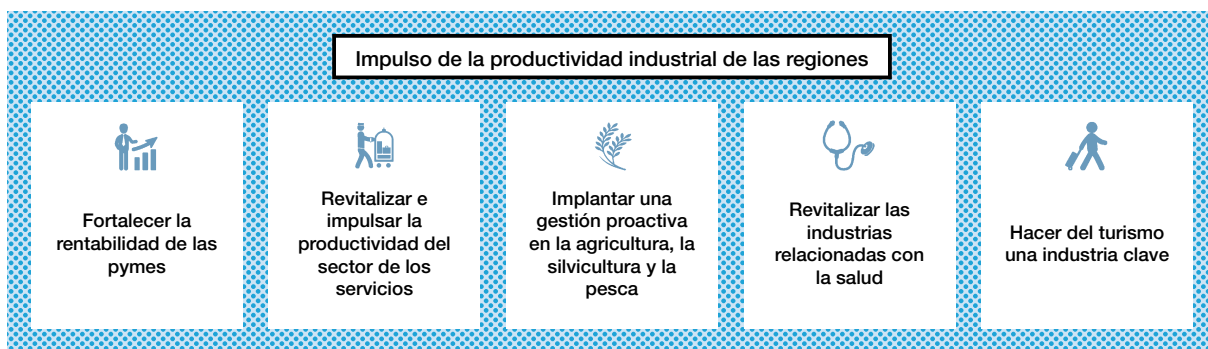 Impulso de la productividad industrial de las regiones
Fortalecer la
rentabilidad de las
pymes
Revitalizar e
impulsar la
productividad del
sector de los
servicios
Implantar una
gestión proactiva
en la agricultura, la
silvicultura y la
pesca
Revitalizar las
industrias
relacionadas con
la salud
Hacer del turismo
una industria clave